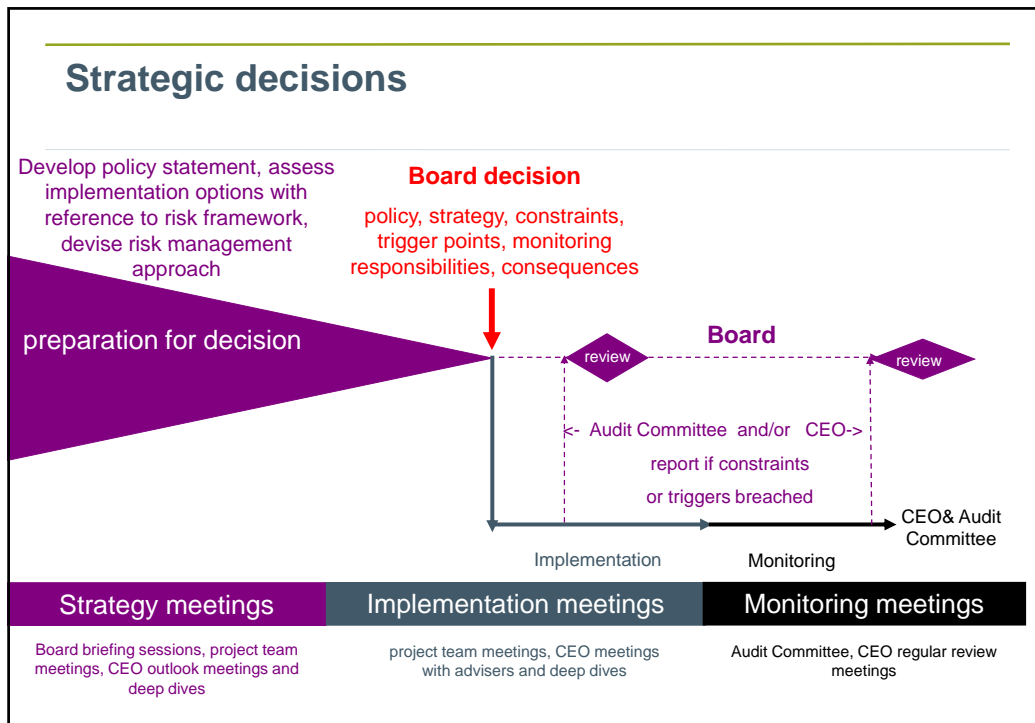 Strategic decisions
Develop policy statement, assess
implementation options with
reference to risk framework,
devise risk management
approach
Board decision
policy, strategy, constraints,
trigger points, monitoring
responsibilities, consequences
preparation for decision
Board
review
review
<- Audit Committee and/or CEO->
report if constraints
or triggers breached
CEO& Audit
Committee
Implementation
Monitoring
Strategy meetings
Implementation meetings
Monitoring meetings
Board briefing sessions, project team
meetings, CEO outlook meetings and
deep dives
project team meetings, CEO meetings
with advisers and deep dives
Audit Committee, CEO regular review
meetings